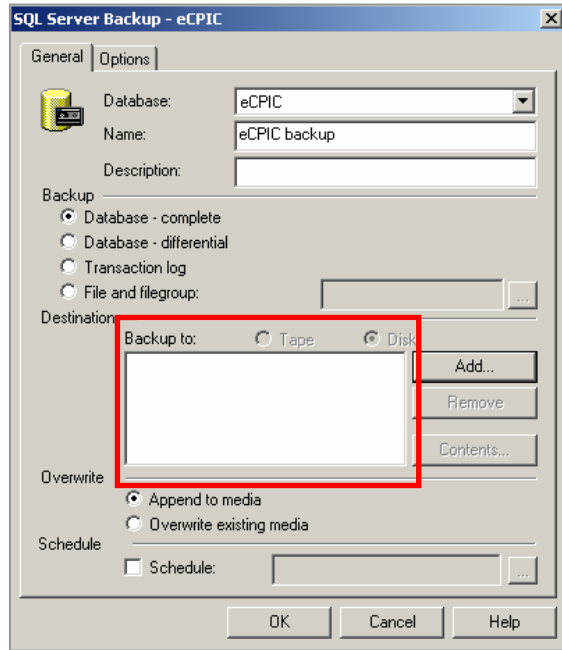 SQL Server Backup - eCPIC
General Options
Database: eCPIC
Name: eCPIC backup
Description:
Backup
Database - complete
Database - differential
Transaction log
File and filegroup: ...
Destination
Backup to: Tape Disk
Add...
Remove
Contents...
Overwrite
Append to media
Overwrite existing media
Schedule
Schedule: ...
OK Cancel Help